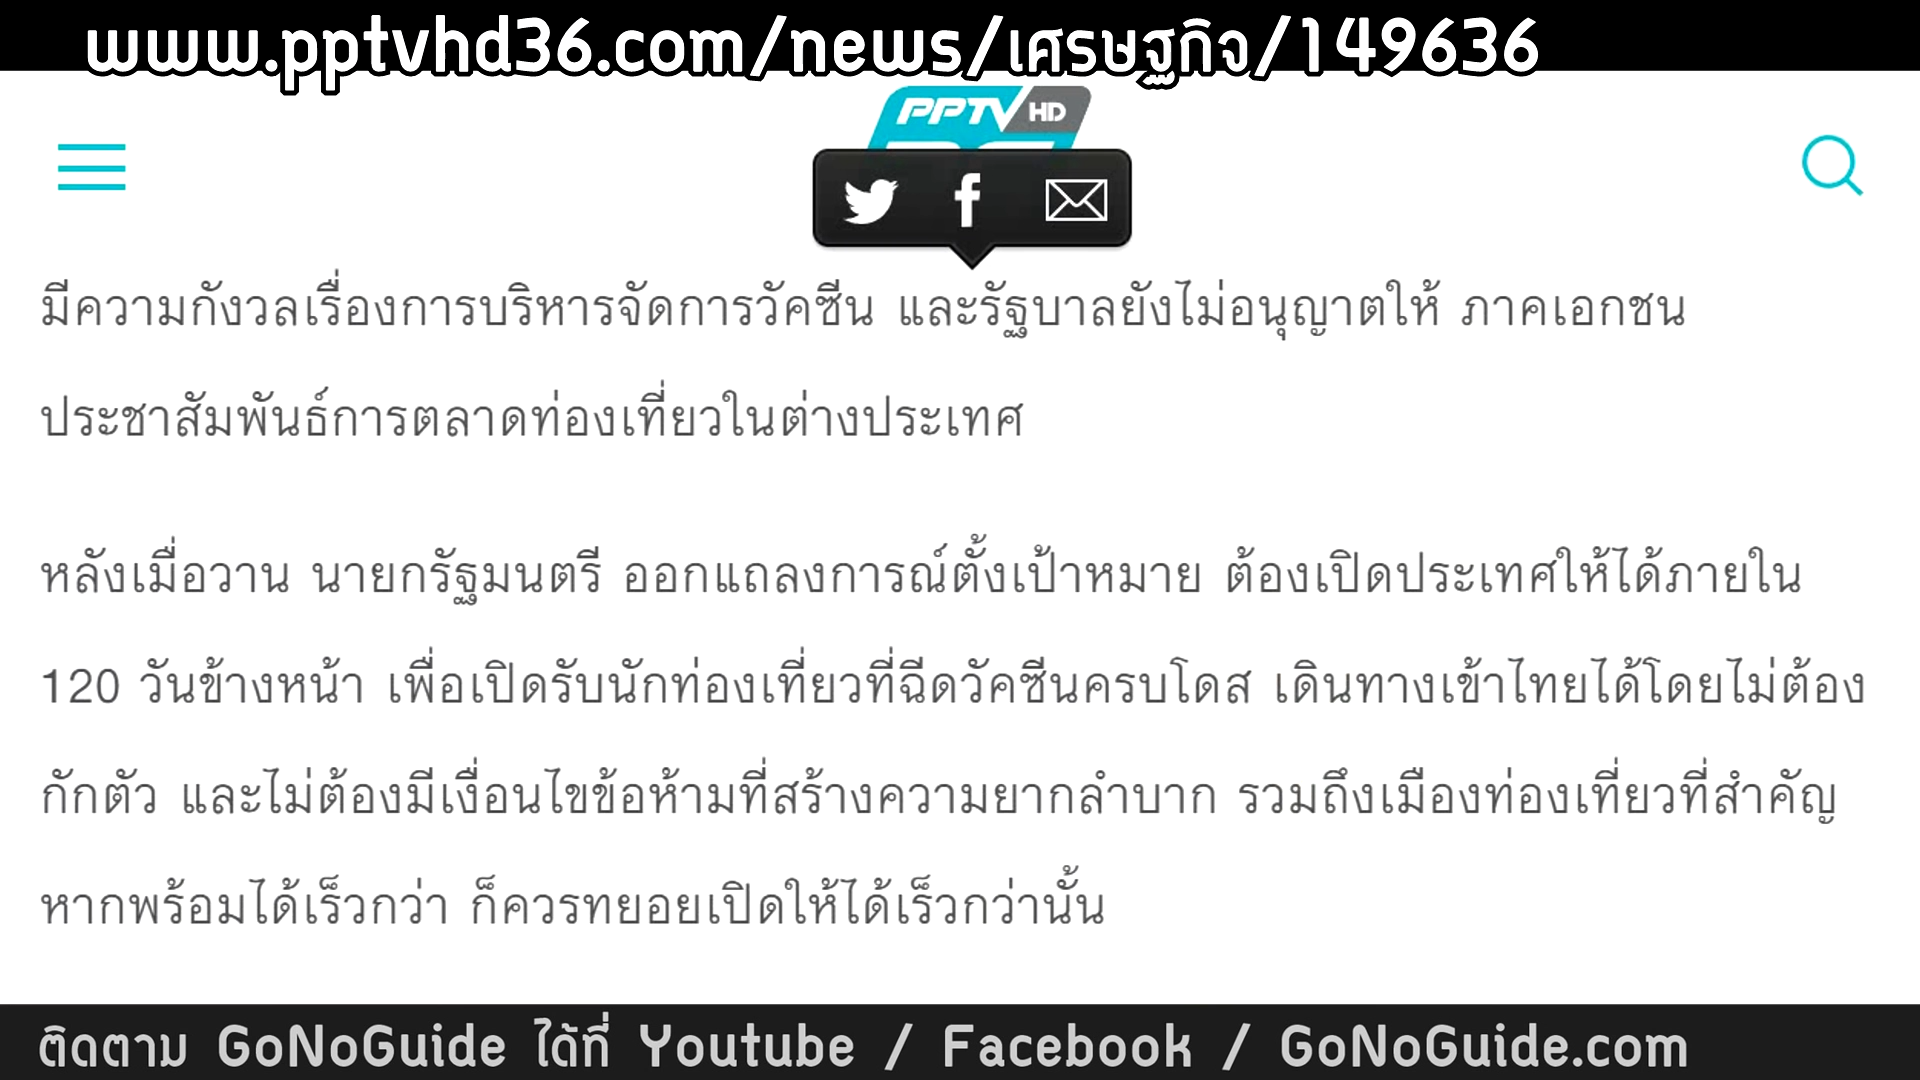 www.pptvhd36.com/news/เศรษฐกิจ/149636
PPTV HD
มีความกังวลเรื่องการบริหารจัดการวัคซีน และรัฐบาลยังไม่อนุญาตให้ ภาคเอกชน
ประชาสัมพันธ์การตลาดท่องเที่ยวในต่างประเทศ
หลังเมื่อวาน นายกรัฐมนตรี ออกแถลงการณ์ตั้งเป้าหมาย ต้องเปิดประเทศให้ได้ภายใน
120 วันข้างหน้า เพื่อเปิดรับนักท่องเที่ยวที่ฉีดวัคซีนครบโดส เดินทางเข้าไทยได้โดยไม่ต้อง
กักตัว และไม่ต้องมีเงื่อนไขข้อห้ามที่สร้างความยากลำบาก รวมถึงเมืองท่องเที่ยวที่สำคัญ
หากพร้อมได้เร็วกว่า ก็ควรทยอยเปิดให้ได้เร็วกว่านั้น
ติดตาม GoNoGuide ได้ที่ Youtube / Facebook / GoNoGuide.com